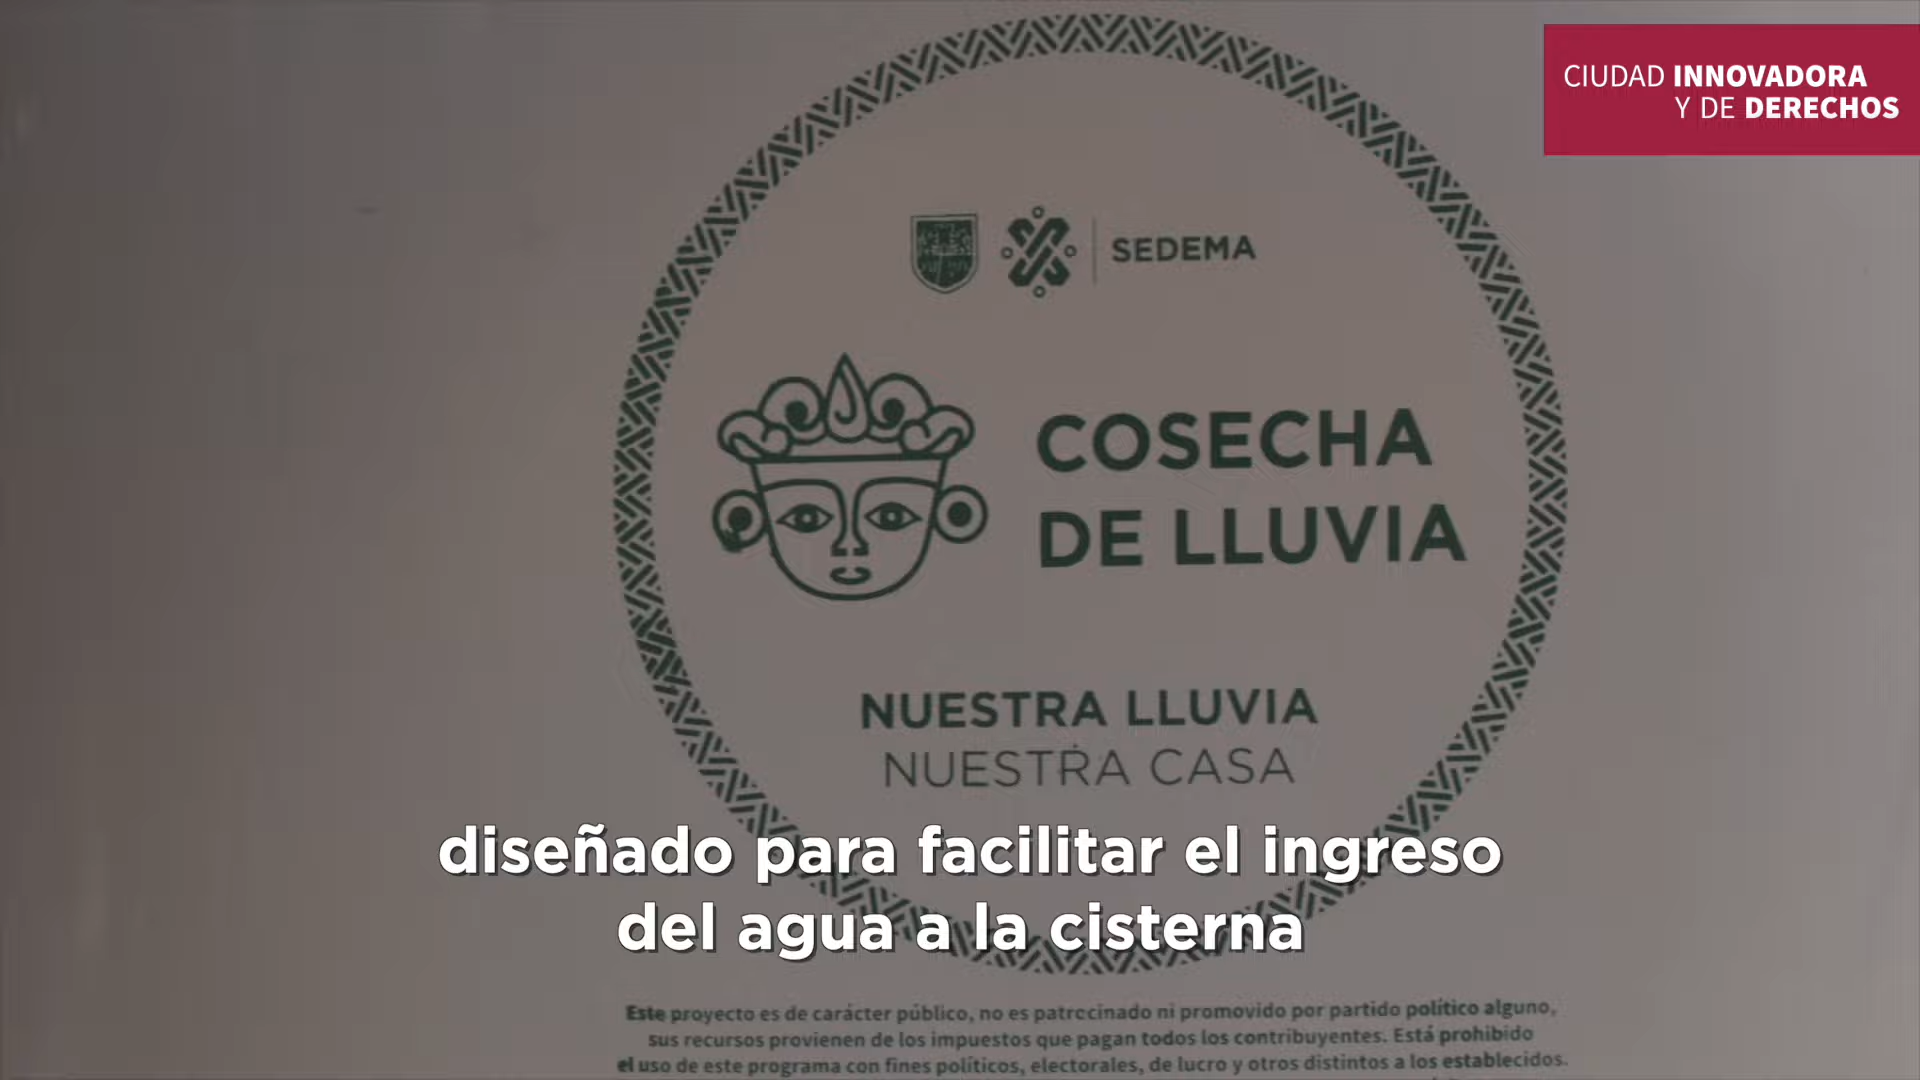 CIUDAD INNOVADORA
Y DE DERECHOS
SEDEMA
COSECHA
DE LLUVIA
NUESTRA LLUVIA
NUESTRA CASA
diseñado para facilitar el ingreso
del agua a la cisterna
Este proyecto es de carácter público, no es patrocinado ni promovido por partido político alguno,
sus recursos provienen de los impuestos que pagan todos los contribuyentes. Está prohibido
el uso de este programa con fines políticos, electorales, de lucro y otros distintos a los establecidos.